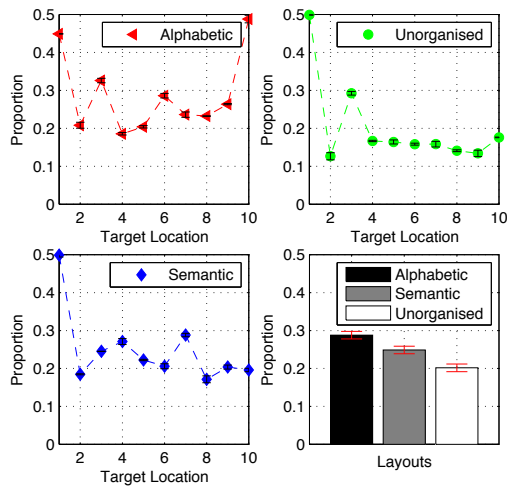 0.5
0.4
0.3
0.2
0.1
0
Proportion
Alphabetic
2 4 6 8 10
Target Location
0.5
0.4
0.3
0.2
0.1
0
Proportion
Unorganised
2 4 6 8 10
Target Location
0.5
0.4
0.3
0.2
0.1
0
Proportion
Semantic
2 4 6 8 10
Target Location
0.5
0.4
0.3
0.2
0.1
0
Proportion
Alphabetic
Semantic
Unorganised
Layouts